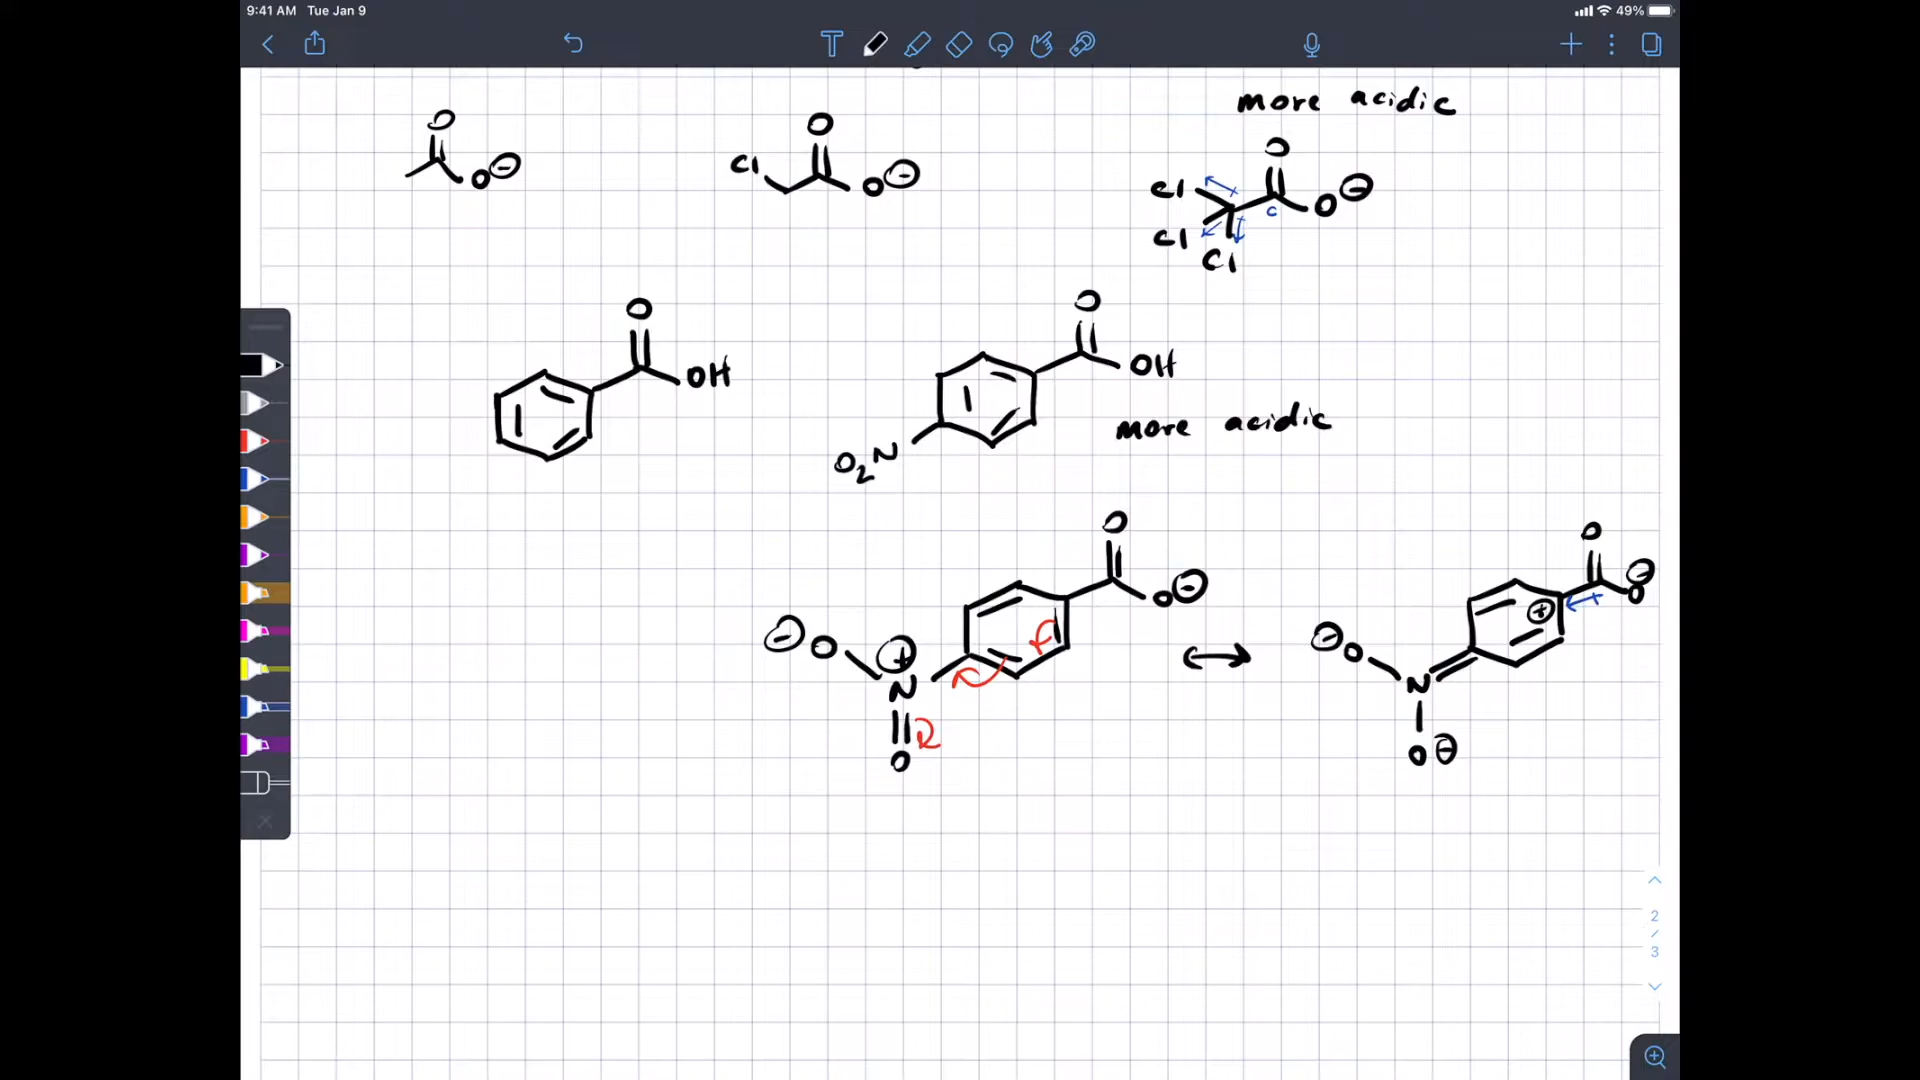 9:41 AM Tue Jan 9
49%
T
more acidic
O
O
O
O⊖
Cl
O⊖
Cl
C
O⊖
Cl
Cl
O
O
OH
OH
more acidic
O₂N
O
O
O⊖
⊖
O
⊖O
⊕
⊕
⊖O
N
N
O
O⊖
2
/
3